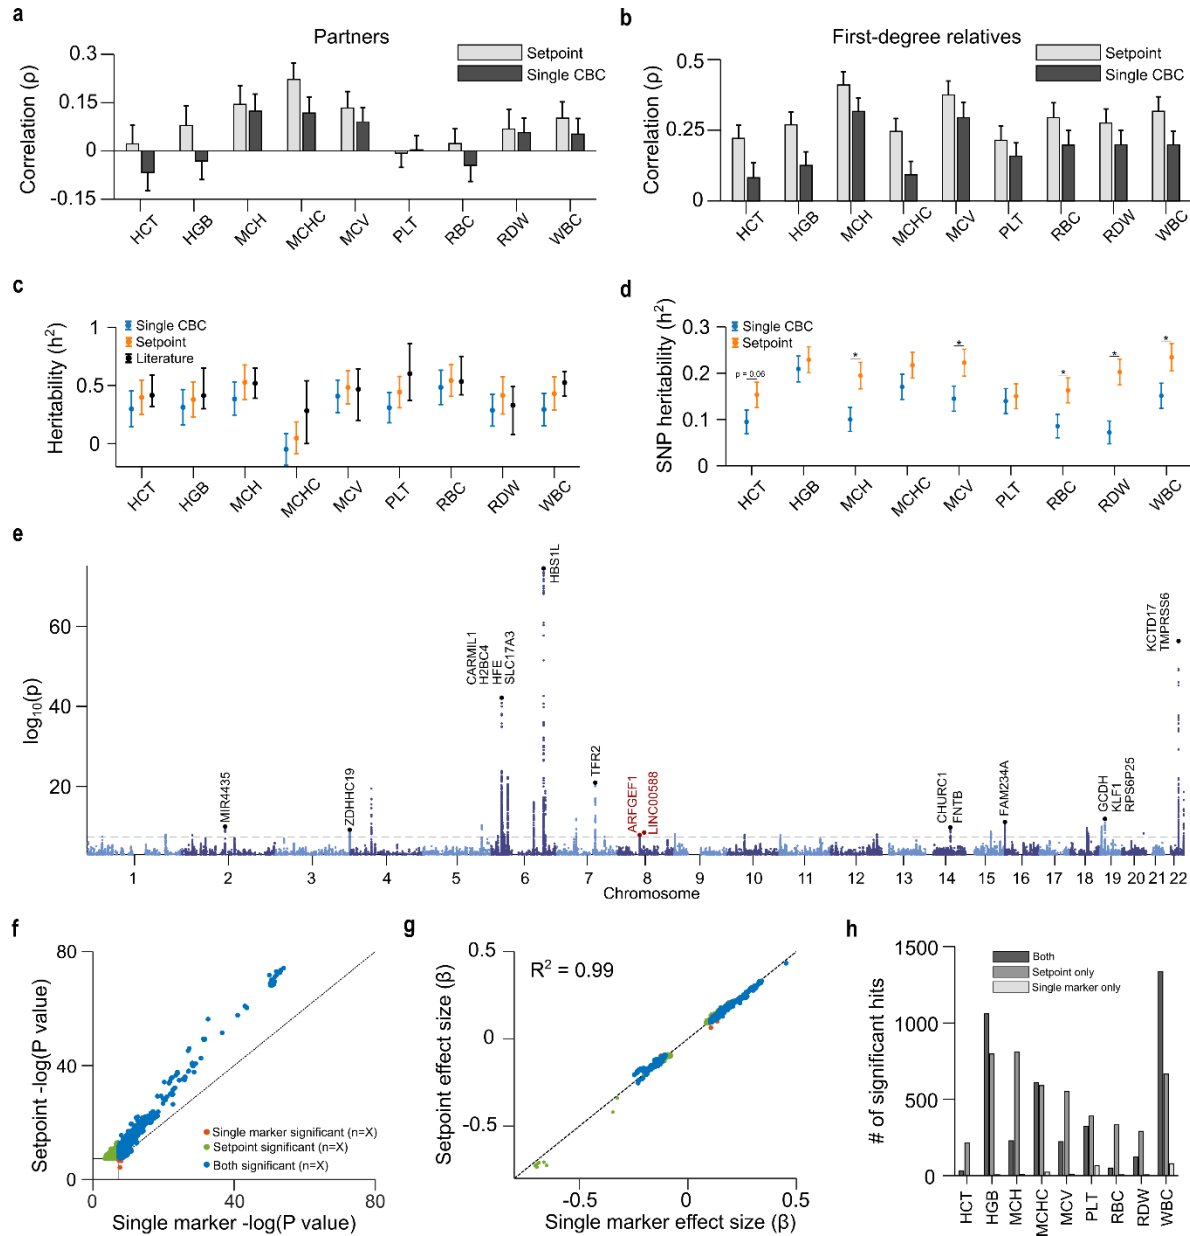 a
Partners
Setpoint
Single CBC
Correlation (ρ)
0.3
0.15
0
-0.15
HCT
HGB
MCH
MCHC
MCV
PLT
RBC
RDW
WBC
b
First-degree relatives
Setpoint
Single CBC
Correlation (ρ)
0.5
0.25
0
HCT
HGB
MCH
MCHC
MCV
PLT
RBC
RDW
WBC
c
Heritability (h²)
1
0.5
0
Single CBC
Setpoint
Literature
HCT
HGB
MCH
MCHC
MCV
PLT
RBC
RDW
WBC
d
SNP heritability (h²)
0.3
0.2
0.1
0
Single CBC
Setpoint
p = 0.06
*
*
*
*
*
HCT
HGB
MCH
MCHC
MCV
PLT
RBC
RDW
WBC
e
log₁₀(p)
60
40
20
MIR4435
ZDHHC19
CARMIL1
H2BC4
HFE
SLC17A3
HBS1L
TFR2
ARFGEF1
LINC00588
CHURC1
FNTB
FAM234A
GCDH
KLF1
RPS6P25
KCTD17
TMPRSS6
1 2 3 4 5 6 7 8 9 10 11 12 13 14 15 16 17 18 19 20 21 22
Chromosome
f
Setpoint -log(P value)
80
40
0
Single marker significant (n=X)
Setpoint significant (n=X)
Both significant (n=X)
0 40 80
Single marker -log(P value)
g
Setpoint effect size (β)
0.5
0
-0.5
R² = 0.99
-0.5 0 0.5
Single marker effect size (β)
h
# of significant hits
1500
1000
500
0
Both
Setpoint only
Single marker only
HCT
HGB
MCH
MCHC
MCV
PLT
RBC
RDW
WBC